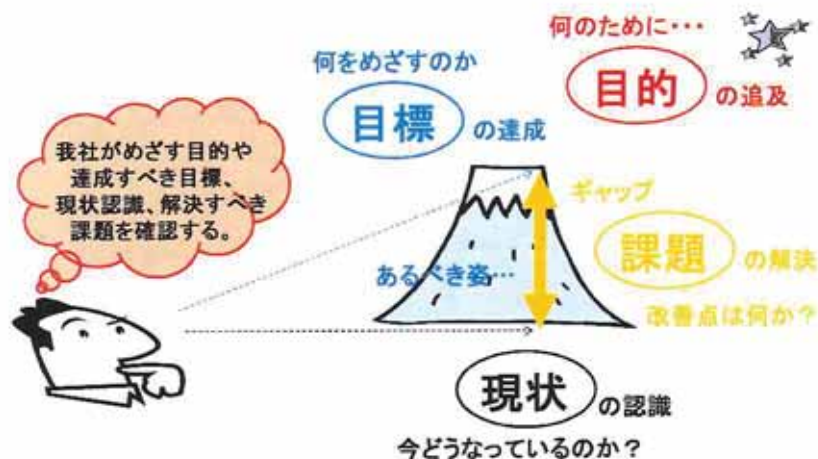 何のために・・・
目的 の追及
何をめざすのか
目標 の達成
我社がめざす目的や
達成すべき目標、
現状認識、解決すべき
課題を確認する。
ギャップ
課題 の解決
あるべき姿…
改善点は何か？
現状 の認識
今どうなっているのか？